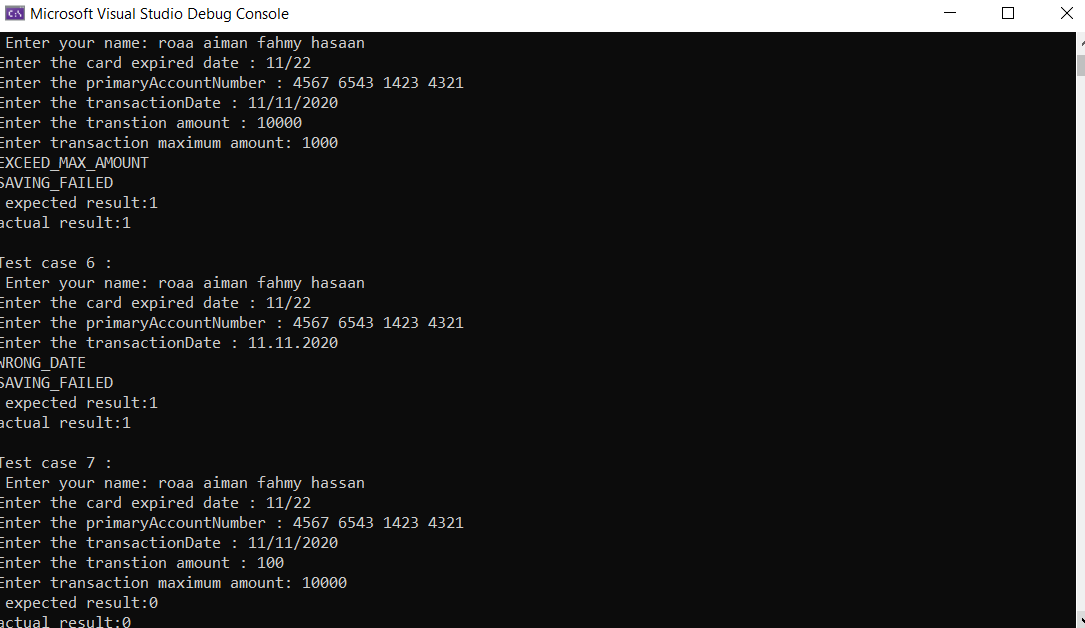 Microsoft Visual Studio Debug Console
Enter your name: roaa aiman fahmy hasaan
Enter the card expired date : 11/22
Enter the primaryAccountNumber : 4567 6543 1423 4321
Enter the transactionDate : 11/11/2020
Enter the transtion amount : 10000
Enter transaction maximum amount: 1000
EXCEED_MAX_AMOUNT
SAVING_FAILED
expected result:1
actual result:1
Test case 6 :
Enter your name: roaa aiman fahmy hasaan
Enter the card expired date : 11/22
Enter the primaryAccountNumber : 4567 6543 1423 4321
Enter the transactionDate : 11.11.2020
WRONG_DATE
SAVING_FAILED
expected result:1
actual result:1
Test case 7 :
Enter your name: roaa aiman fahmy hassan
Enter the card expired date : 11/22
Enter the primaryAccountNumber : 4567 6543 1423 4321
Enter the transactionDate : 11/11/2020
Enter the transtion amount : 100
Enter transaction maximum amount: 10000
expected result:0
actual result:0